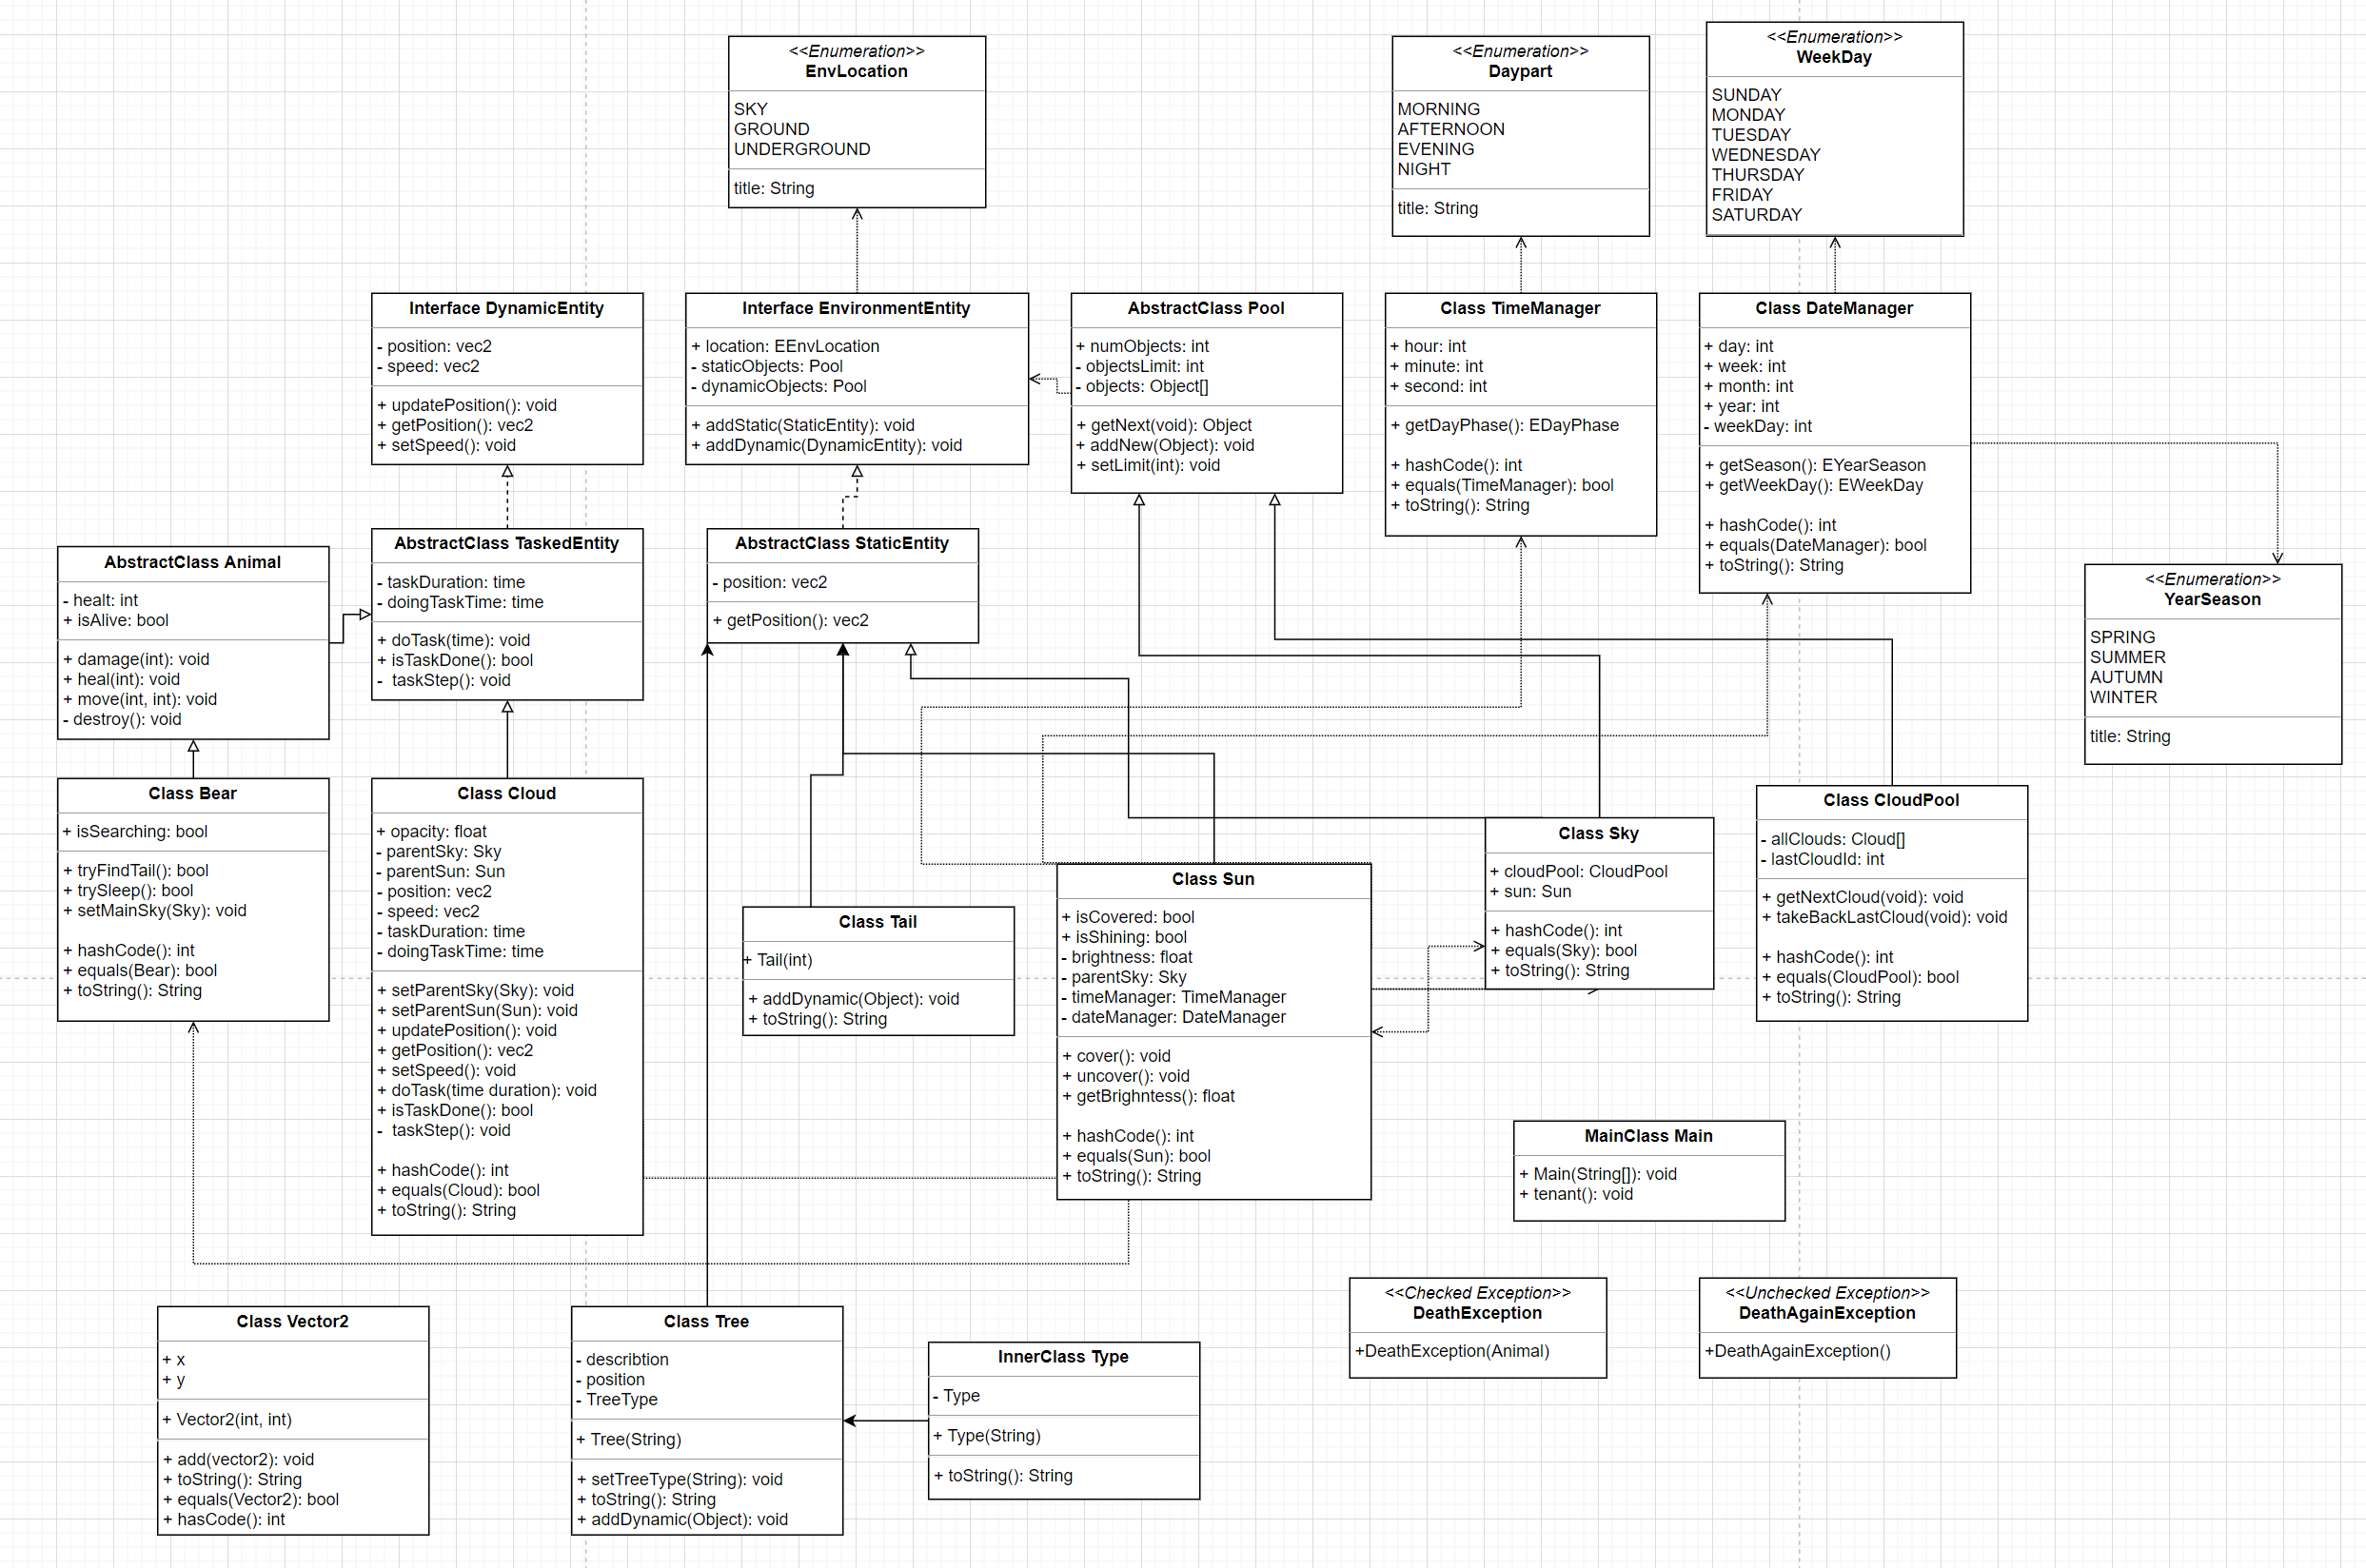 <<Enumeration>>
EnvLocation
SKY
GROUND
UNDERGROUND
title: String
<<Enumeration>>
Daypart
MORNING
AFTERNOON
EVENING
NIGHT
title: String
<<Enumeration>>
WeekDay
SUNDAY
MONDAY
TUESDAY
WEDNESDAY
THURSDAY
FRIDAY
SATURDAY
Interface DynamicEntity
- position: vec2
- speed: vec2
+ updatePosition(): void
+ getPosition(): vec2
+ setSpeed(): void
Interface EnvironmentEntity
+ location: EEnvLocation
- staticObjects: Pool
- dynamicObjects: Pool
+ addStatic(StaticEntity): void
+ addDynamic(DynamicEntity): void
AbstractClass Pool
+ numObjects: int
- objectsLimit: int
- objects: Object[]
+ getNext(void): Object
+ addNew(Object): void
+ setLimit(int): void
Class TimeManager
+ hour: int
+ minute: int
+ second: int
+ getDayPhase(): EDayPhase
+ hashCode(): int
+ equals(TimeManager): bool
+ toString(): String
Class DateManager
+ day: int
+ week: int
+ month: int
+ year: int
- weekDay: int
+ getSeason(): EYearSeason
+ getWeekDay(): EWeekDay
+ hashCode(): int
+ equals(DateManager): bool
+ toString(): String
AbstractClass Animal
- healt: int
+ isAlive: bool
+ damage(int): void
+ heal(int): void
+ move(int, int): void
- destroy(): void
AbstractClass TaskedEntity
- taskDuration: time
- doingTaskTime: time
+ doTask(time): void
+ isTaskDone(): bool
- taskStep(): void
AbstractClass StaticEntity
- position: vec2
+ getPosition(): vec2
<<Enumeration>>
YearSeason
SPRING
SUMMER
AUTUMN
WINTER
title: String
Class Bear
+ isSearching: bool
+ tryFindTail(): bool
+ trySleep(): bool
+ setMainSky(Sky): void
+ hashCode(): int
+ equals(Bear): bool
+ toString(): String
Class Cloud
+ opacity: float
- parentSky: Sky
- parentSun: Sun
- position: vec2
- speed: vec2
- taskDuration: time
- doingTaskTime: time
+ setParentSky(Sky): void
+ setParentSun(Sun): void
+ updatePosition(): void
+ getPosition(): vec2
+ setSpeed(): void
+ doTask(time duration): void
+ isTaskDone(): bool
- taskStep(): void
+ hashCode(): int
+ equals(Cloud): bool
+ toString(): String
Class Tail
+ Tail(int)
+ addDynamic(Object): void
+ toString(): String
Class Sun
+ isCovered: bool
+ isShining: bool
- brightness: float
- parentSky: Sky
- timeManager: TimeManager
- dateManager: DateManager
+ cover(): void
+ uncover(): void
+ getBrighntess(): float
+ hashCode(): int
+ equals(Sun): bool
+ toString(): String
Class Sky
+ cloudPool: CloudPool
+ sun: Sun
+ hashCode(): int
+ equals(Sky): bool
+ toString(): String
Class CloudPool
- allClouds: Cloud[]
- lastCloudId: int
+ getNextCloud(void): void
+ takeBackLastCloud(void): void
+ hashCode(): int
+ equals(CloudPool): bool
+ toString(): String
MainClass Main
+ Main(String[]): void
+ tenant(): void
<<Checked Exception>>
DeathException
+DeathException(Animal)
<<Unchecked Exception>>
DeathAgainException
+DeathAgainException()
Class Vector2
+ x
+ y
+ Vector2(int, int)
+ add(vector2): void
+ toString(): String
+ equals(Vector2): bool
+ hasCode(): int
Class Tree
- describtion
- position
- TreeType
+ Tree(String)
+ setTreeType(String): void
+ toString(): String
+ addDynamic(Object): void
InnerClass Type
- Type
+ Type(String)
+ toString(): String